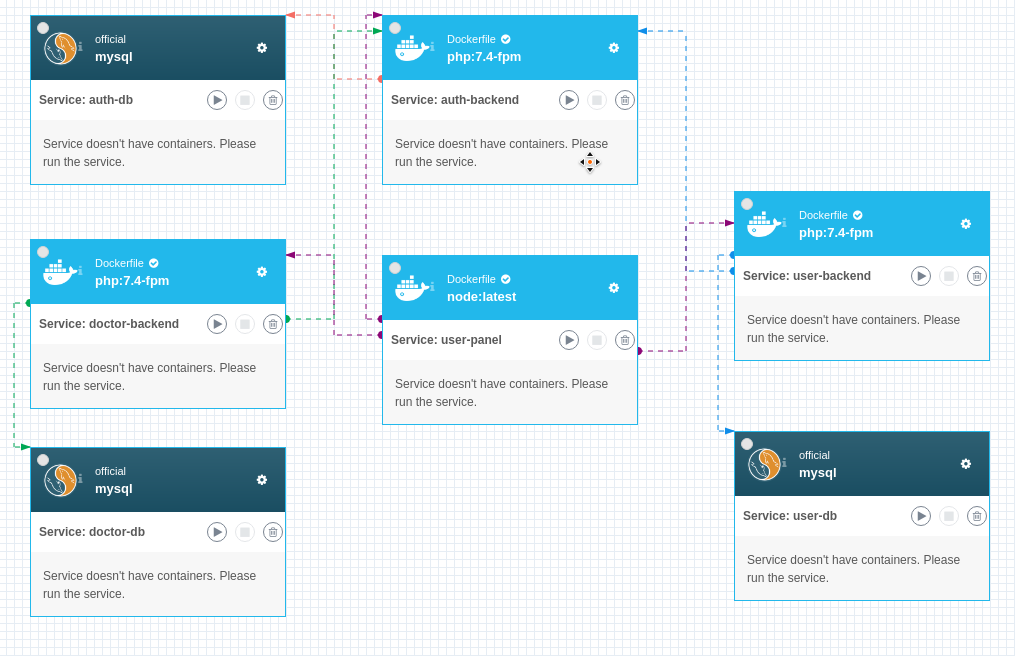 official
mysql
Service: auth-db
Service doesn't have containers. Please
run the service.
Dockerfile
php:7.4-fpm
Service: auth-backend
Service doesn't have containers. Please
run the service.
Dockerfile
php:7.4-fpm
Service: doctor-backend
Service doesn't have containers. Please
run the service.
Dockerfile
node:latest
Service: user-panel
Service doesn't have containers. Please
run the service.
Dockerfile
php:7.4-fpm
Service: user-backend
Service doesn't have containers. Please
run the service.
official
mysql
Service: doctor-db
Service doesn't have containers. Please
run the service.
official
mysql
Service: user-db
Service doesn't have containers. Please
run the service.